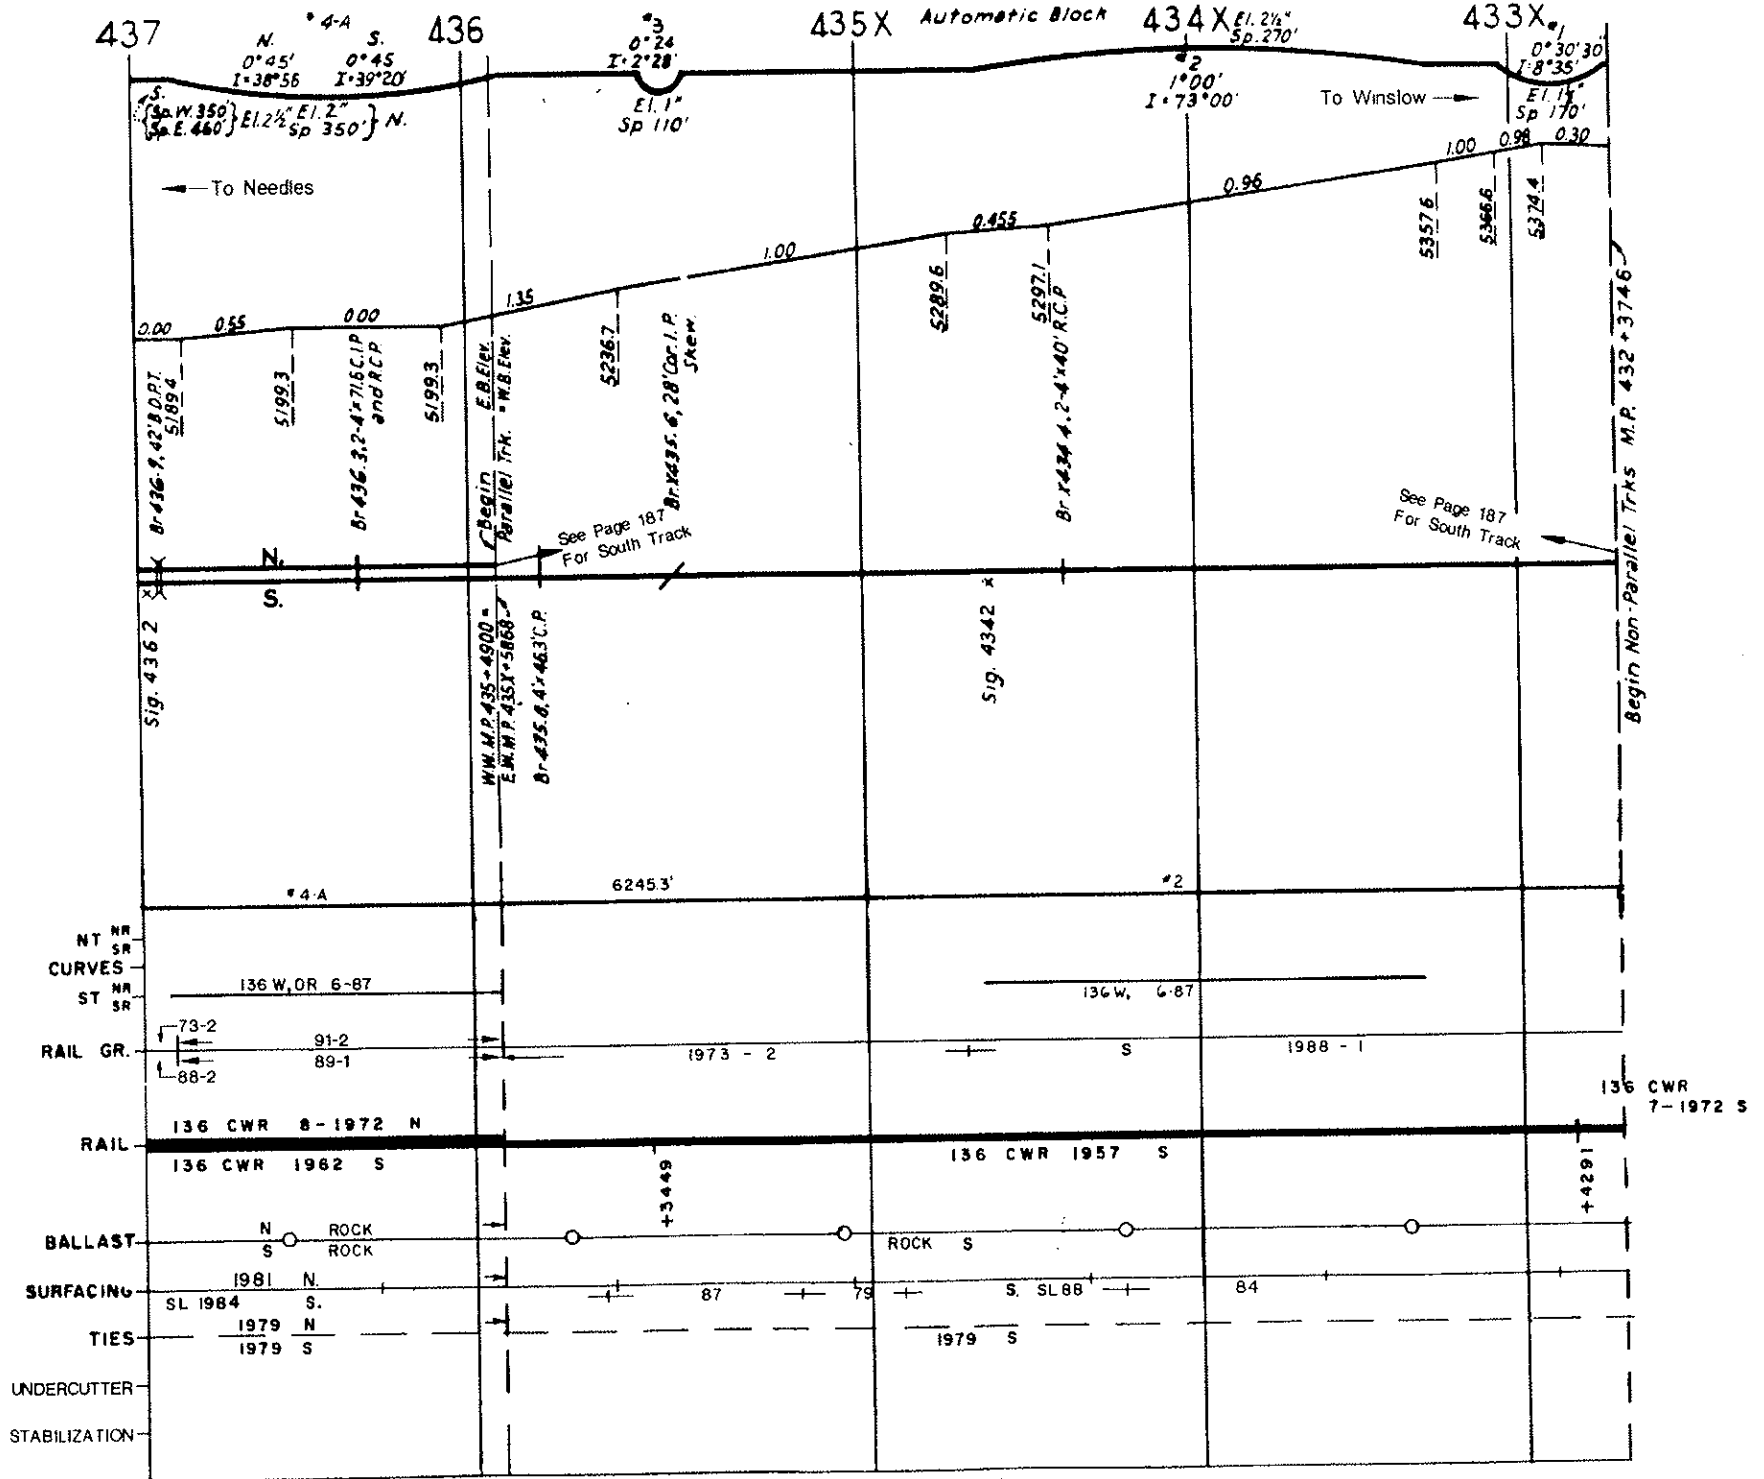 437
# 4-A
436
435X
Automatic Block
434X
433X
N.
0°45'
I=38°56
S.
0°45
I=39°20'
#3
0°24
I=2°28'
El. 1"
Sp 110'
El. 2½"
Sp. 270'
#2
1°00'
I=73°00'
#1
0°30'30"
I=8°35'
Sp 170'
S.
Sp. W. 350'
Sp. E. 460'
El. 2½"
El. 2"
Sp 350'
N.
To Needles
To Winslow
0.00
0.55
0.00
1.35
1.00
0.455
0.96
1.00
0.98
0.30
Br 436.9, 42' B.D.P.T.
5189.4
5199.3
Br 436.3, 2-4'x71.6 C.I.P.
and R.C.P.
5199.3
E.B. Elev.
= W.B. Elev.
Begin
Parallel Trk.
5236.7
Br. X435.6, 28' Cor. I.P.
Skew.
5289.6
5297.1
Br X434.4, 2-4'x40' R.C.P.
5357.6
5366.6
5374.4
Begin Non-Parallel Trks M.P. 432+3746
See Page 187
For South Track
See Page 187
For South Track
N.
S.
Sig. 4362
W.W.M.P. 435+4900 =
E.W.M.P. 435X+5868
Br 435.8, 4'x46.3' C.P.
Sig. 4342
# 4-A
6245.3'
#2
NT NR
SR
CURVES
ST NR
SR
136 W, DR 6-87
136 W, 6-87
RAIL GR.
73-2
91-2
89-1
88-2
1973 - 2
S
1988 - 1
RAIL
136 CWR 8-1972 N
136 CWR 1962 S
+3449
136 CWR 1957 S
+4291
136 CWR
7-1972 S
BALLAST
N ROCK
S ROCK
ROCK S
SURFACING
1981 N.
SL 1984 S.
87
79
S. SL 88
84
TIES
1979 N
1979 S
1979 S
UNDERCUTTER
STABILIZATION